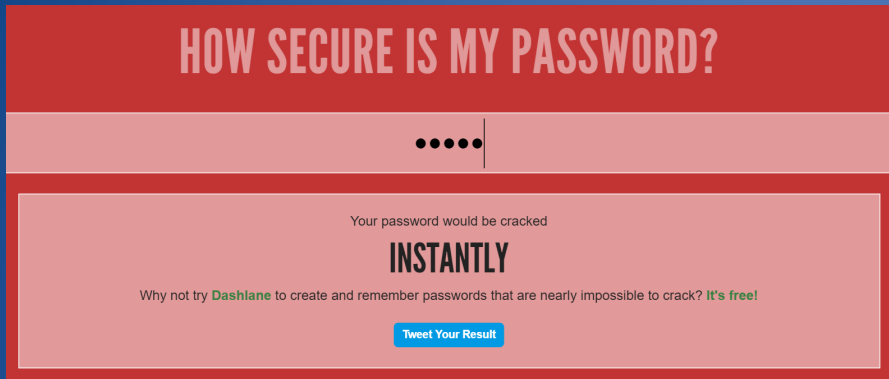 HOW SECURE IS MY PASSWORD?
•••••
Your password would be cracked
INSTANTLY
Why not try Dashlane to create and remember passwords that are nearly impossible to crack? It's free!
Tweet Your Result